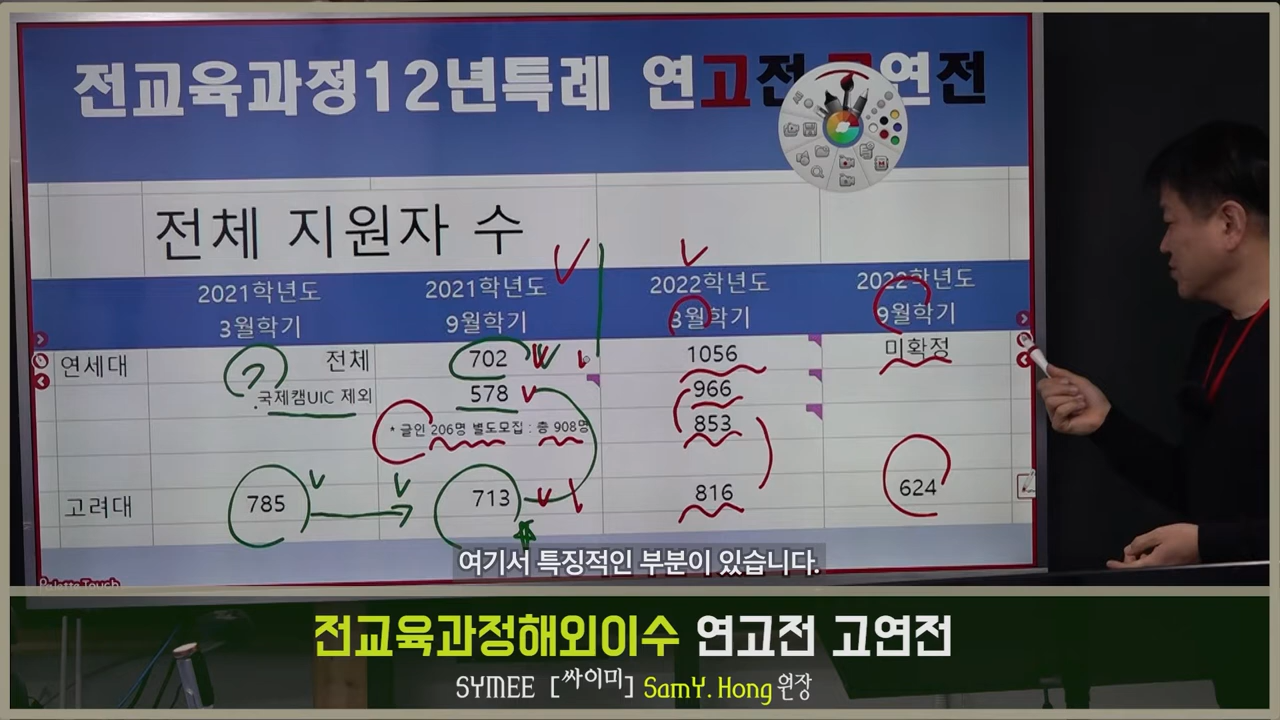 전교육과정12년특례 연고전 고연전
전체 지원자 수
2021학년도 3월학기
2021학년도 9월학기
2022학년도 3월학기
2022학년도 9월학기
연세대 전체 702 1056 미확정
국제캠UIC 제외 578 966
* 글인 206명 별도모집 : 총 908명 853
고려대 785 713 816 624
?
Palette Touch
여기서 특징적인 부분이 있습니다.
전교육과정해외이수 연고전 고연전
SYMEE [싸이미] SamY. Hong 원장